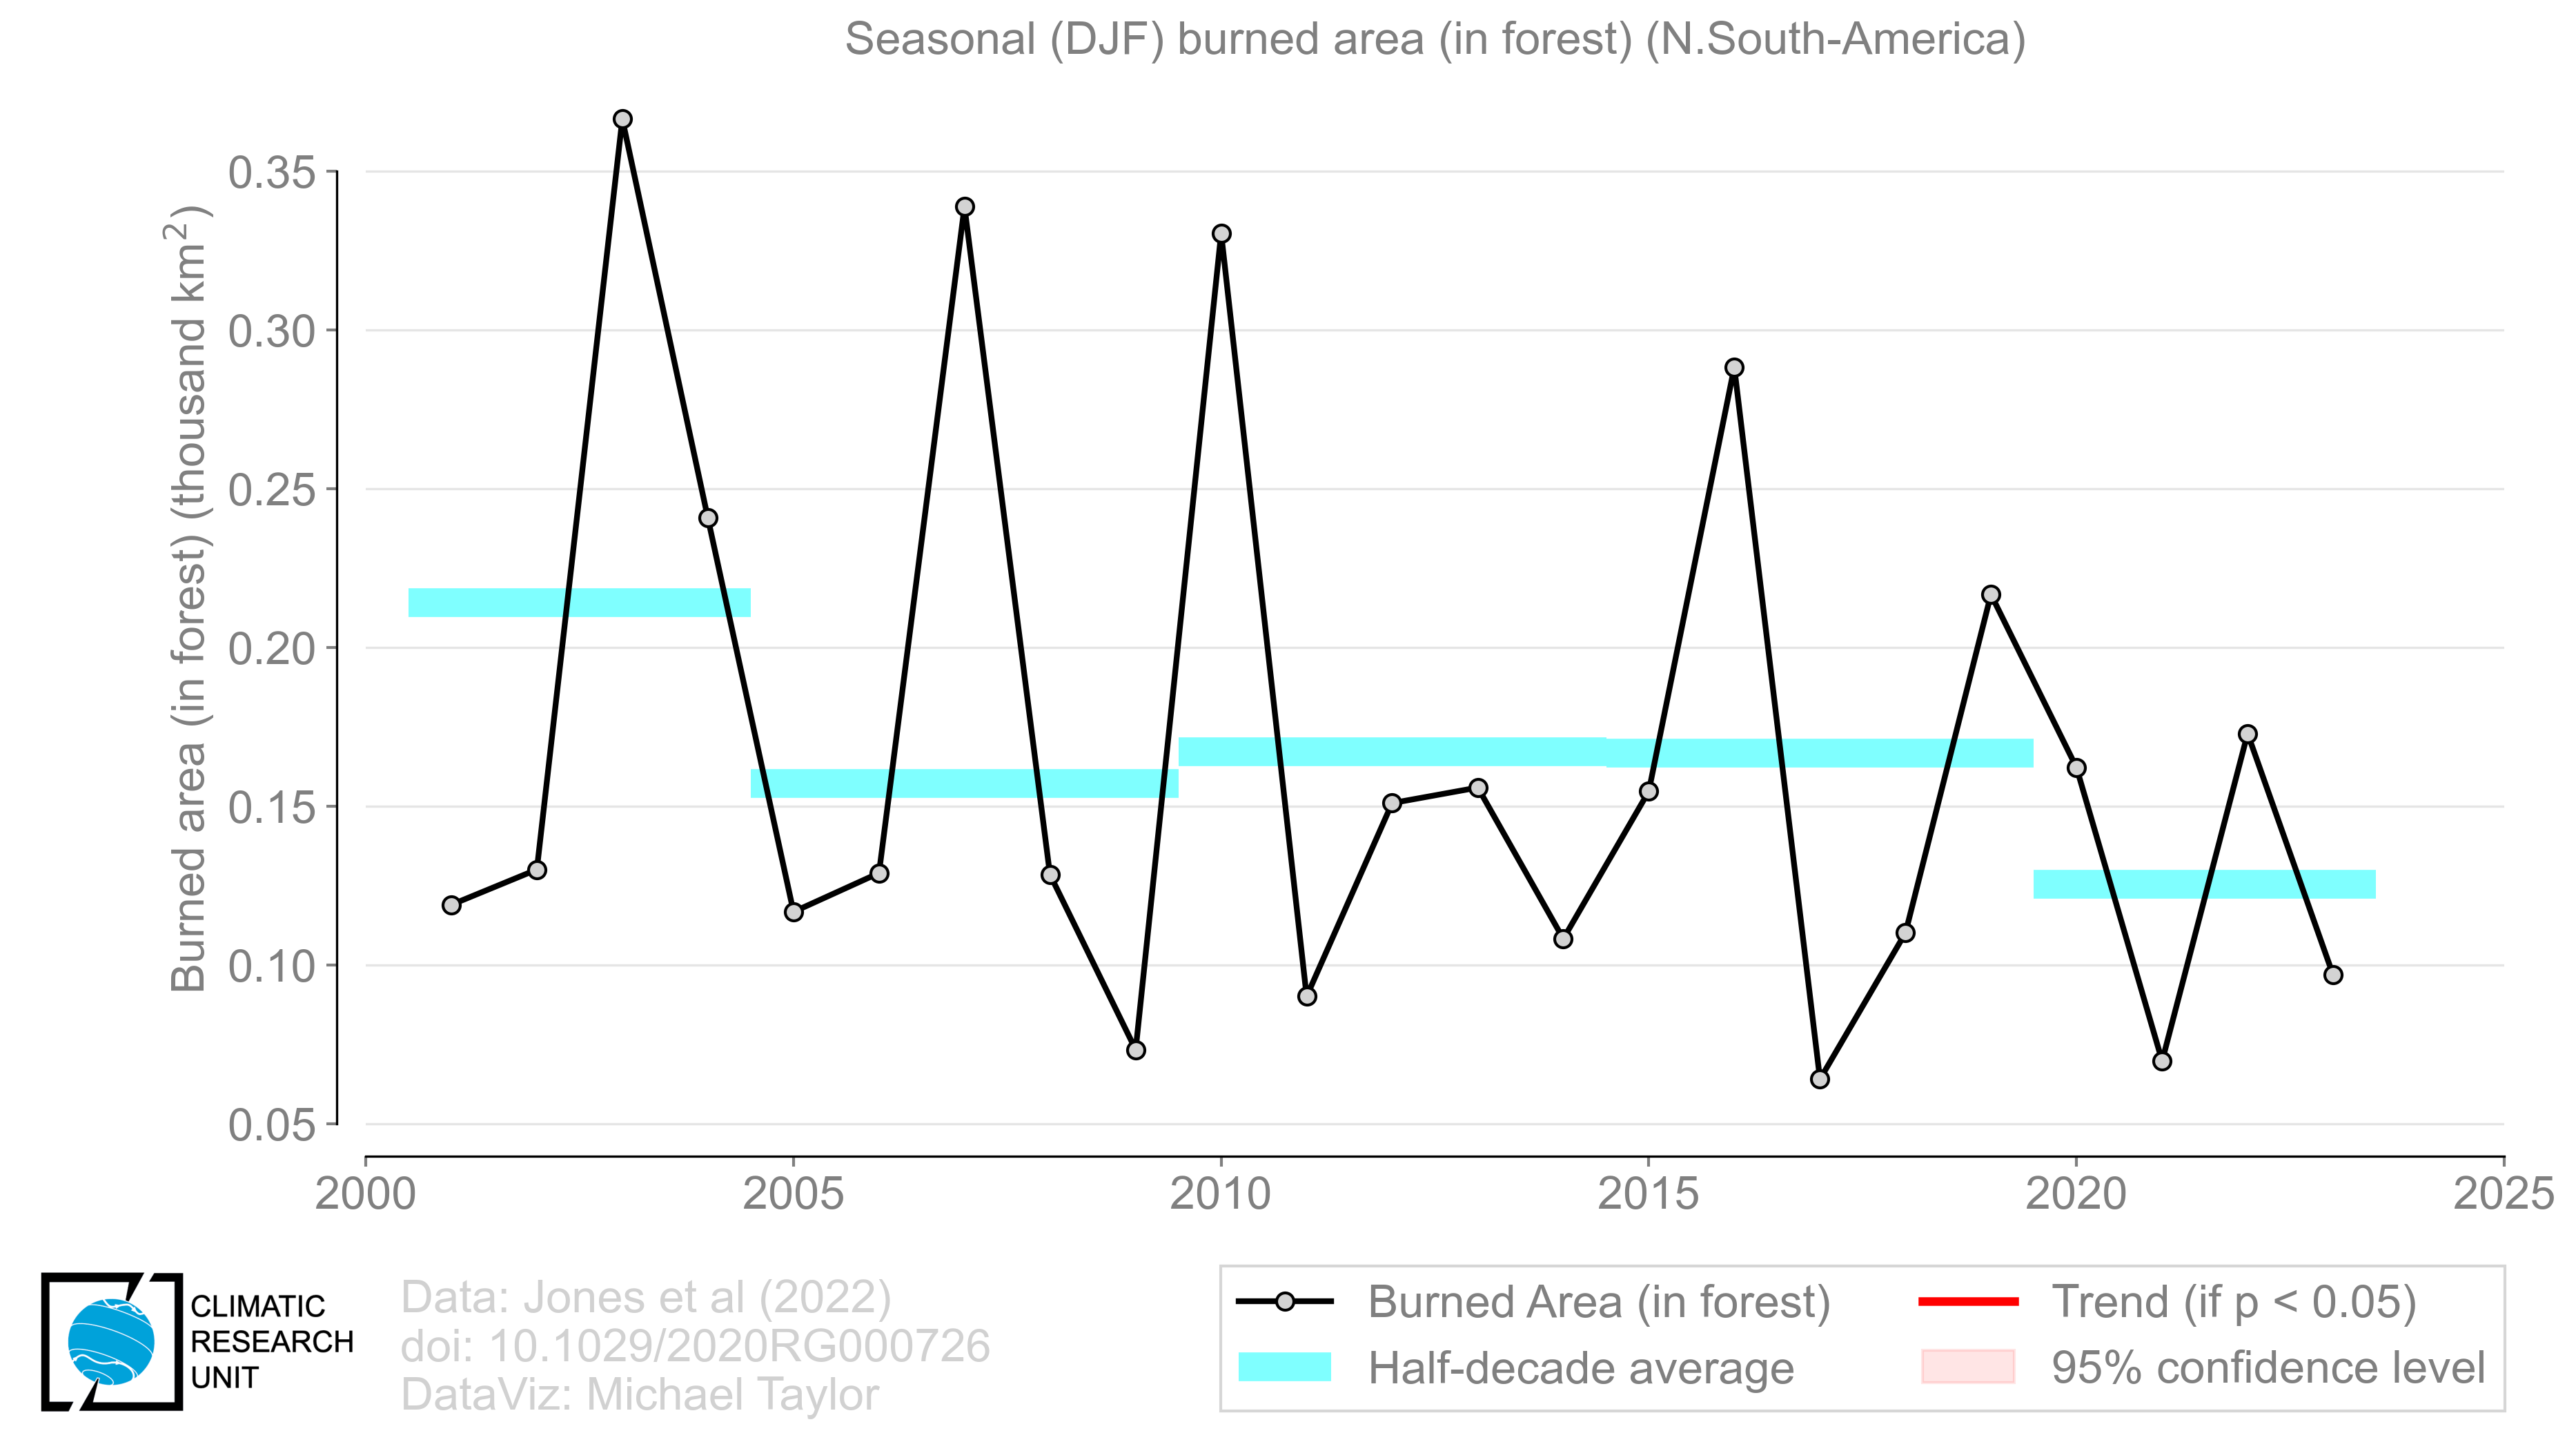 Seasonal (DJF) burned area (in forest) (N.South-America)
Burned area (in forest) (thousand km²)
0.35
0.30
0.25
0.20
0.15
0.10
0.05
2000
2005
2010
2015
2020
2025
CLIMATIC
RESEARCH
UNIT
Data: Jones et al (2022)
doi: 10.1029/2020RG000726
DataViz: Michael Taylor
Burned Area (in forest)
Half-decade average
Trend (if p < 0.05)
95% confidence level